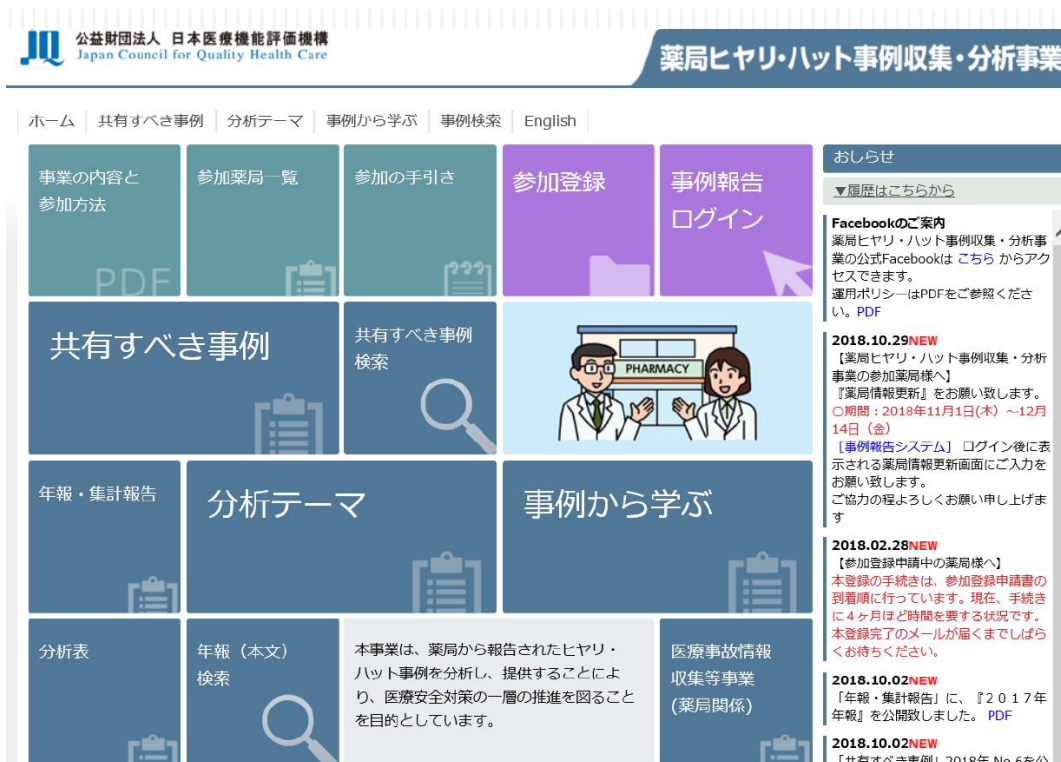 公益財団法人 日本医療機能評価機構
Japan Council for Quality Health Care
薬局ヒヤリ・ハット事例収集・分析事業
ホーム 共有すべき事例 分析テーマ 事例から学ぶ 事例検索 English
事業の内容と
参加方法
PDF
参加薬局一覧
参加の手引き
参加登録
事例報告
ログイン
共有すべき事例
共有すべき事例
検索
PHARMACY
年報・集計報告
分析テーマ
事例から学ぶ
分析表
年報（本文）
検索
本事業は、薬局から報告されたヒヤリ・
ハット事例を分析し、提供することによ
り、医療安全対策の一層の推進を図ること
を目的としています。
医療事故情報
収集等事業
(薬局関係)
おしらせ
▼履歴はこちらから
Facebookのご案内
薬局ヒヤリ・ハット事例収集・分析事
業の公式Facebookは こちら からアク
セスできます。
運用ポリシーはPDFをご参照くださ
い。PDF
2018.10.29NEW
【薬局ヒヤリ・ハット事例収集・分析
事業の参加薬局様へ】
『薬局情報更新』をお願い致します。
○期間：2018年11月1日(木）～12月
14日（金）
［事例報告システム］ ログイン後に表
示される薬局情報更新画面にご入力を
お願い致します。
ご協力の程よろしくお願い申し上げま
す
2018.02.28NEW
【参加登録申請中の薬局様へ】
本登録の手続きは、参加登録申請書の
到着順に行っています。現在、手続き
に４ヶ月ほど時間を要する状況です。
本登録完了のメールが届くまでしばら
くお待ちください。
2018.10.02NEW
「年報・集計報告」に、『２０１７年
年報』を公開致しました。 PDF
2018.10.02NEW
「共有すべき事例」2018年 No.6を公